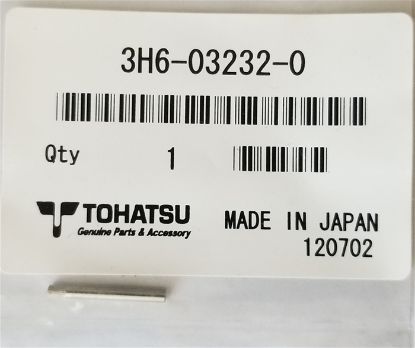 3H6-03232-0
Qty 1
TOHATSU
Genuine Parts & Accessory
MADE IN JAPAN
120702